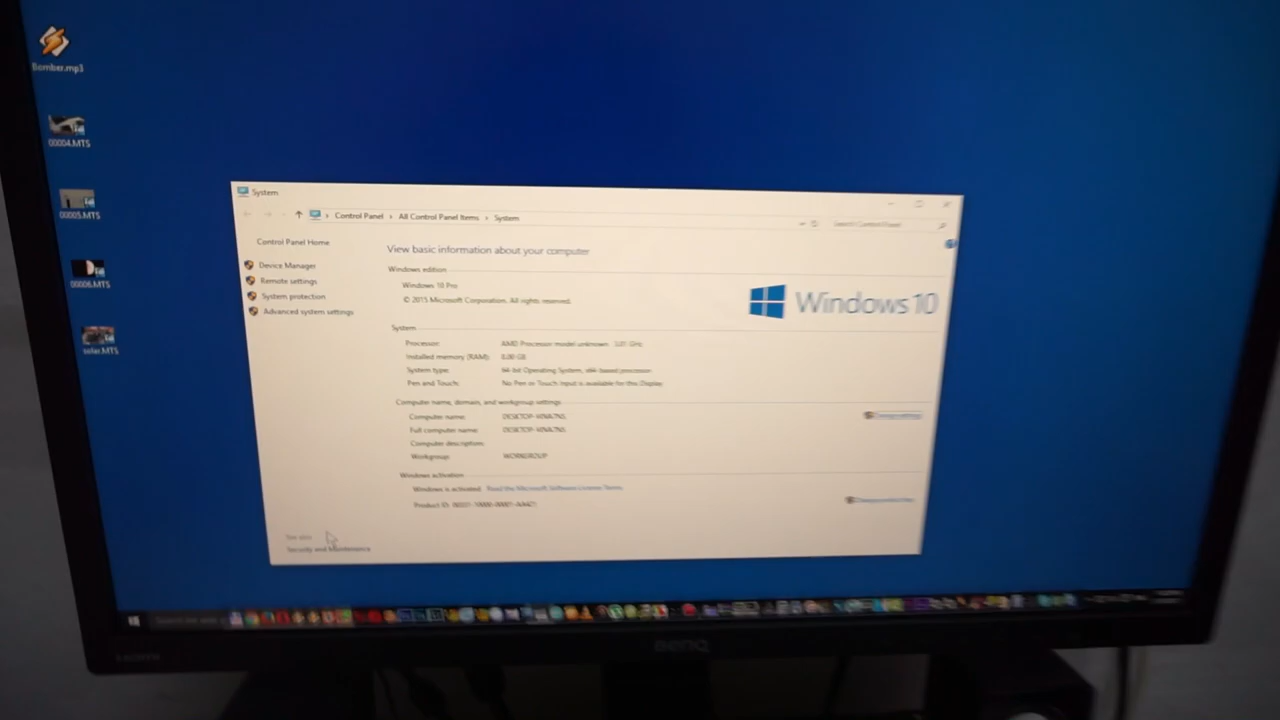 Bomber.mp3
00004.MTS
00005.MTS
00006.MTS
solar.MTS
System
Control Panel › All Control Panel Items › System
Search Control Panel
Control Panel Home
Device Manager
Remote settings
System protection
Advanced system settings
View basic information about your computer
Windows edition
Windows 10 Pro
© 2015 Microsoft Corporation. All rights reserved.
Windows 10
System
Processor: AMD Processor model unknown 3.01 GHz
Installed memory (RAM): 8.00 GB
System type: 64-bit Operating System, x64-based processor
Pen and Touch: No Pen or Touch Input is available for this Display
Computer name, domain, and workgroup settings
Computer name:
Full computer name:
Computer description:
Workgroup: WORKGROUP
Windows activation
Windows is activated Read the Microsoft Software License Terms
Product ID:
See also
Security and Maintenance
BenQ